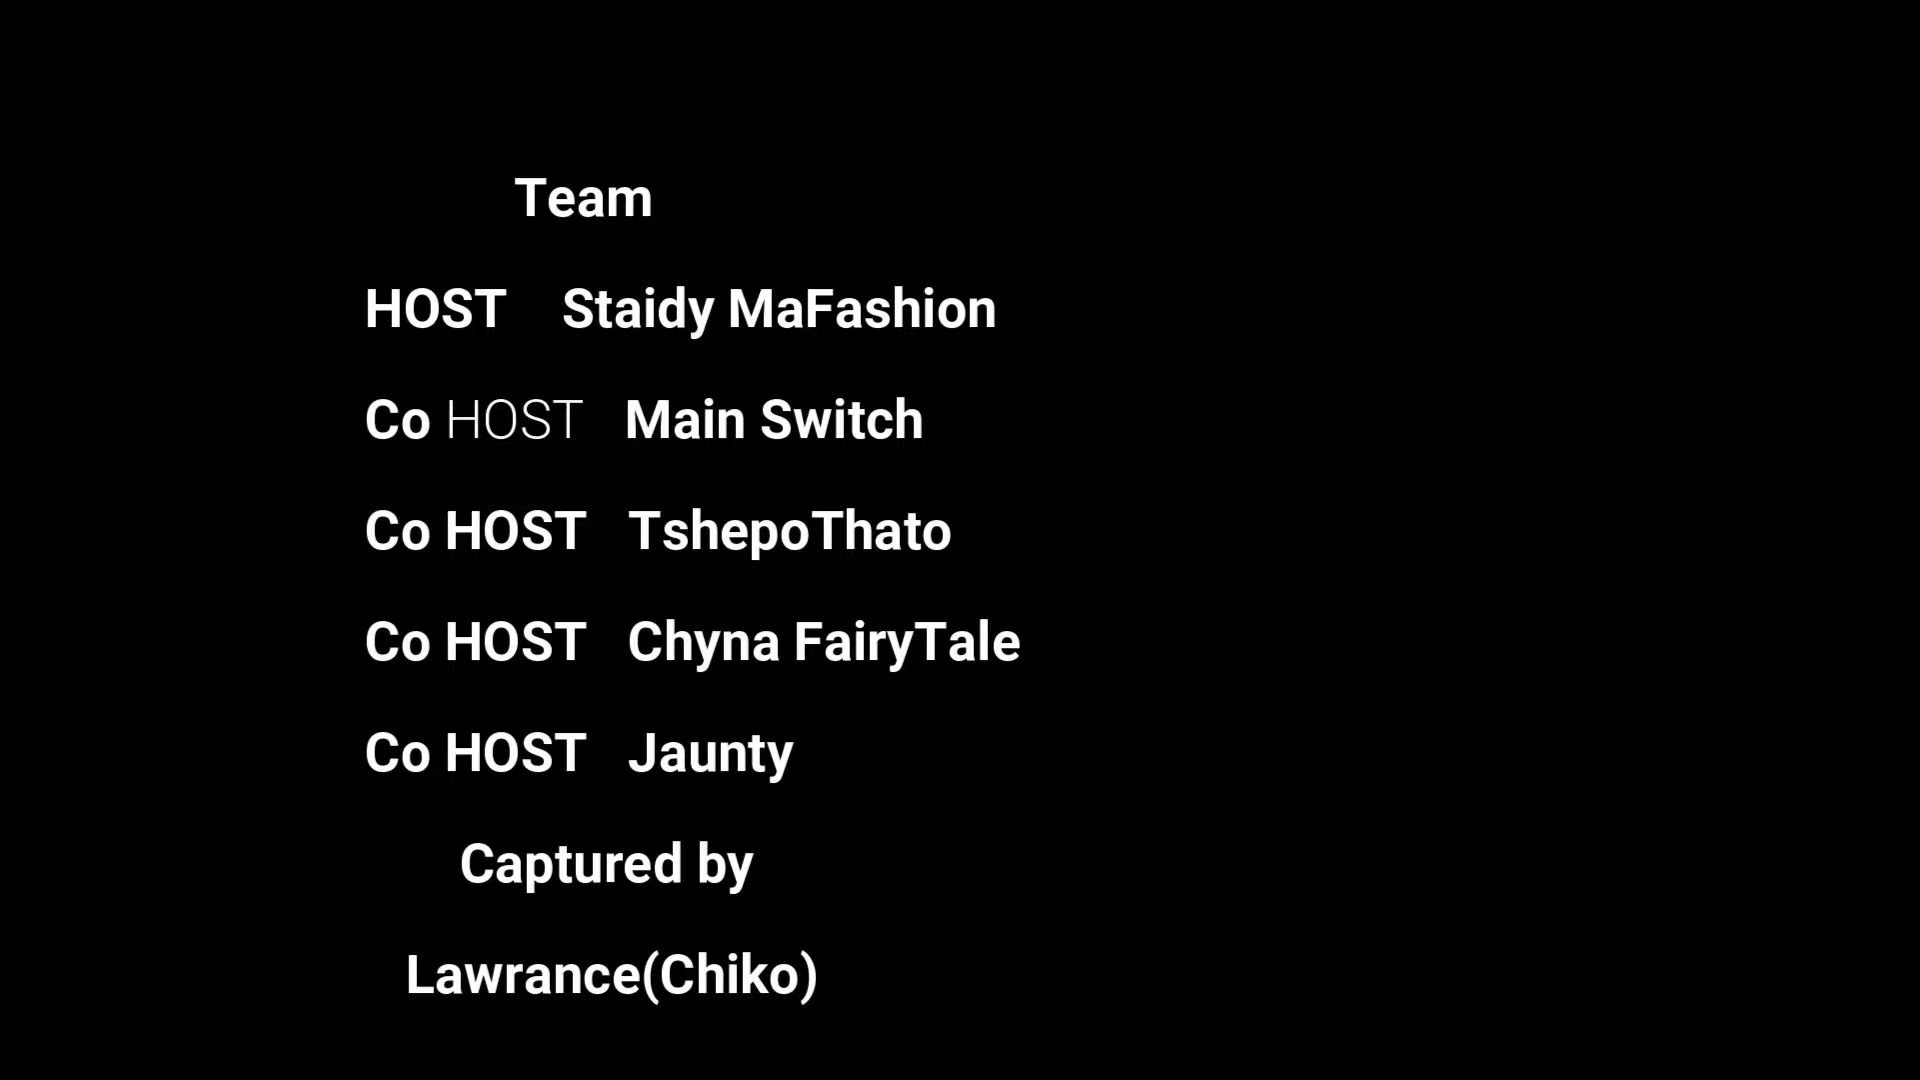 Team
HOST Staidy MaFashion
Co HOST Main Switch
Co HOST TshepoThato
Co HOST Chyna FairyTale
Co HOST Jaunty
Captured by
Lawrance(Chiko)